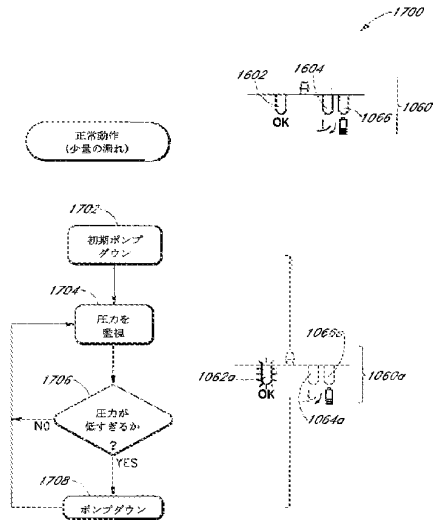 1700
1602
1604
OK
1066
1060
正常動作
(少量の漏れ)
1702
初期ポンプ
ダウン
1704
圧力を
監視
1706
圧力が
低すぎるか
?
NO
YES
1708
ポンプダウン
1066a
1062a
OK
1064a
1060a